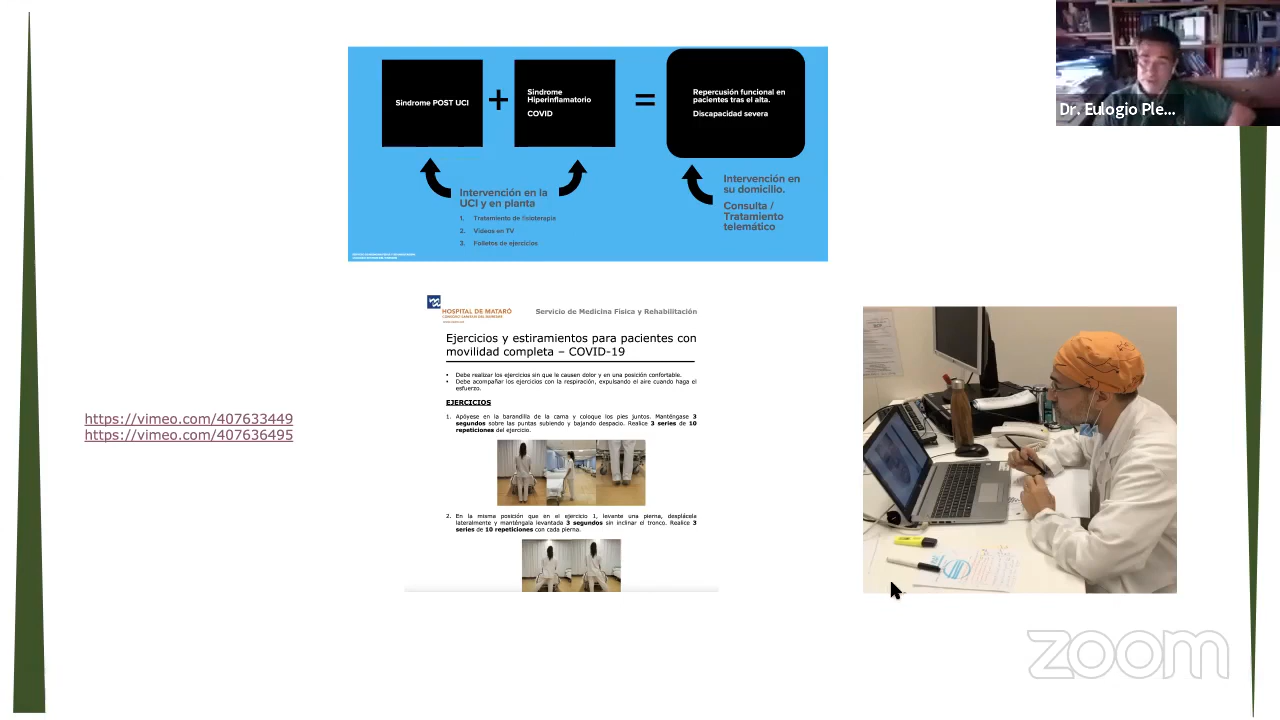 Sindrome POST UCI
+
Sindrome
Hiperinflamatorio
COVID
=
Repercusión funcional en
pacientes tras el alta.
Discapacidad severa
Intervención en la
UCI y en planta
1. Tratamiento de fisioterapia
2. Videos en TV
3. Folletos de ejercicios
Intervención en
su domicilio.
Consulta /
Tratamiento
telemático
Dr. Eulogio Ple...
HOSPITAL DE MATARÓ
Servicio de Medicina Física y Rehabilitación
Ejercicios y estiramientos para pacientes con
movilidad completa – COVID-19
• Debe realizar los ejercicios sin que le causen dolor y en una posición confortable.
• Debe acompañar los ejercicios con la respiración, expulsando el aire cuando haga el
esfuerzo.
EJERCICIOS
1. Apóyese en la barandilla de la cama y coloque los pies juntos. Manténgase 3
segundos sobre las puntas subiendo y bajando despacio. Realice 3 series de 10
repeticiones del ejercicio.
2. En la misma posición que en el ejercicio 1, levante una pierna, desplácela
lateralmente y manténgala levantada 3 segundos sin inclinar el tronco. Realice 3
series de 10 repeticiones con cada pierna.
https://vimeo.com/407633449
https://vimeo.com/407636495
zoom